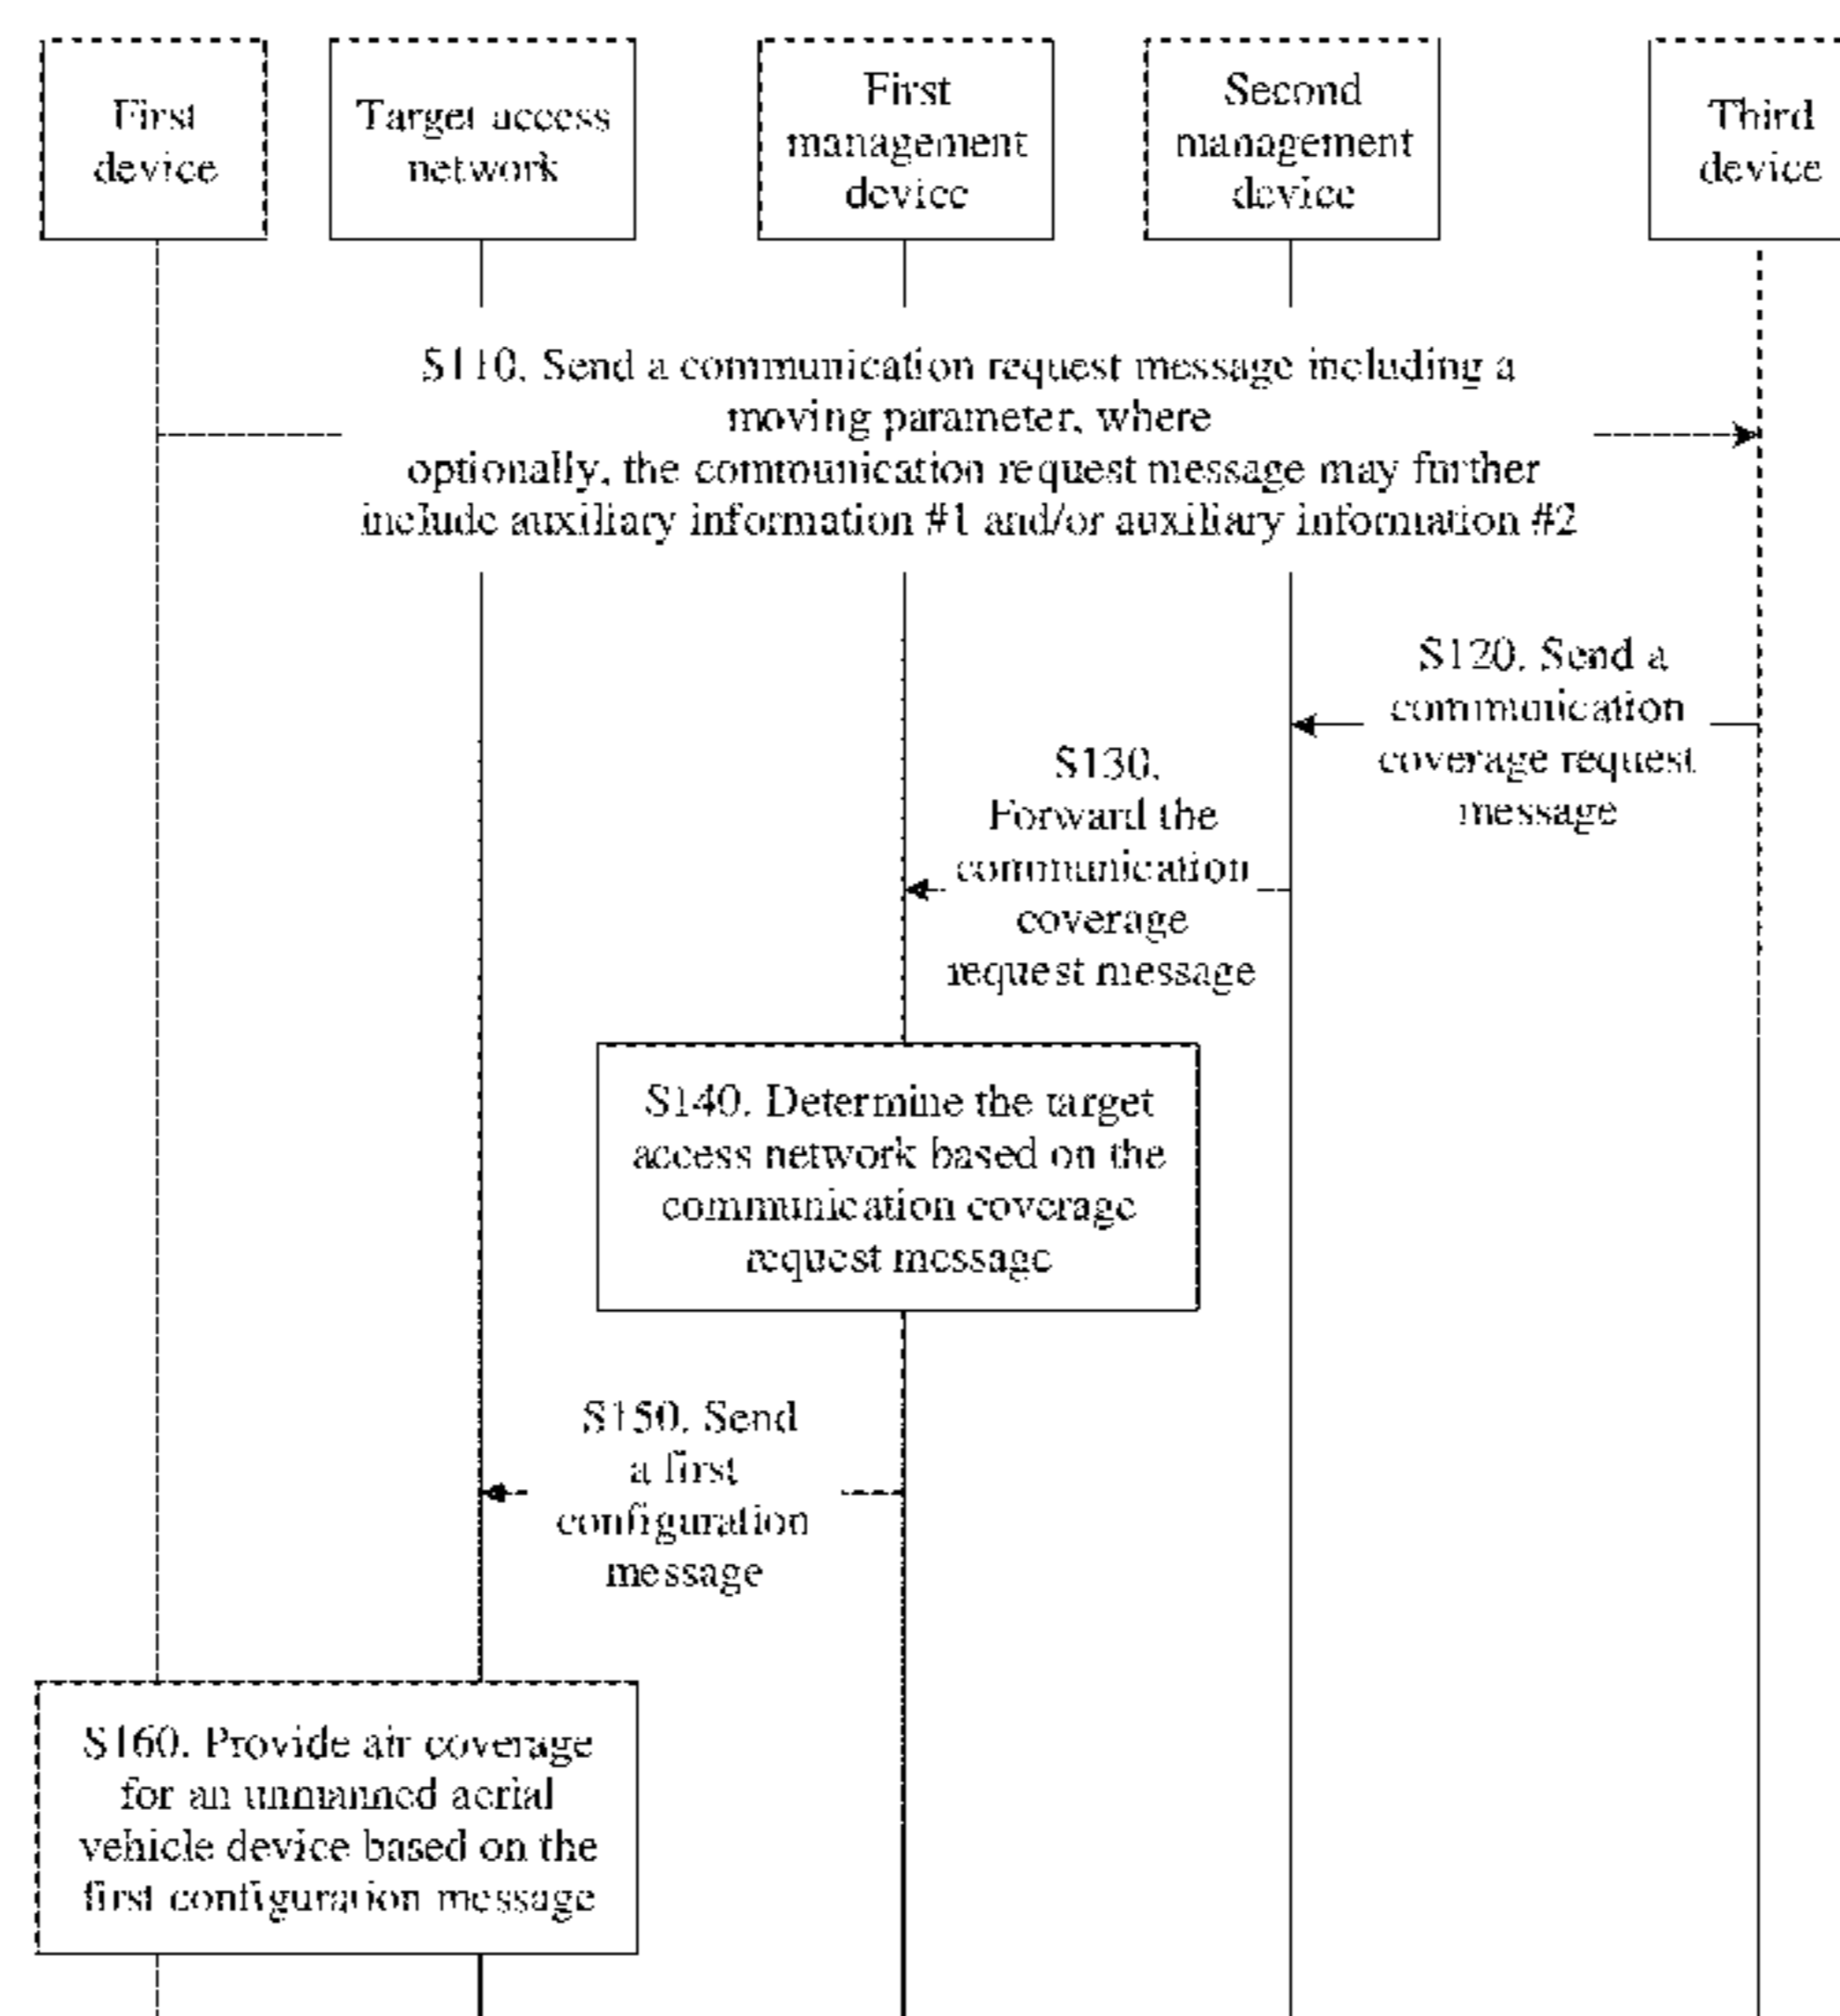 First
device
Target access
network
First
management
device
Second
management
device
Third
device
S110. Send a communication request message including a
moving parameter, where
optionally, the communication request message may further
include auxiliary information #1 and/or auxiliary information #2
S120. Send a
communication
coverage request
message
S130.
Forward the
communication
coverage
request message
S140. Determine the target
access network based on the
communication coverage
request message
S150. Send
a first
configuration
message
S160. Provide air coverage
for an unmanned aerial
vehicle device based on the
first configuration message